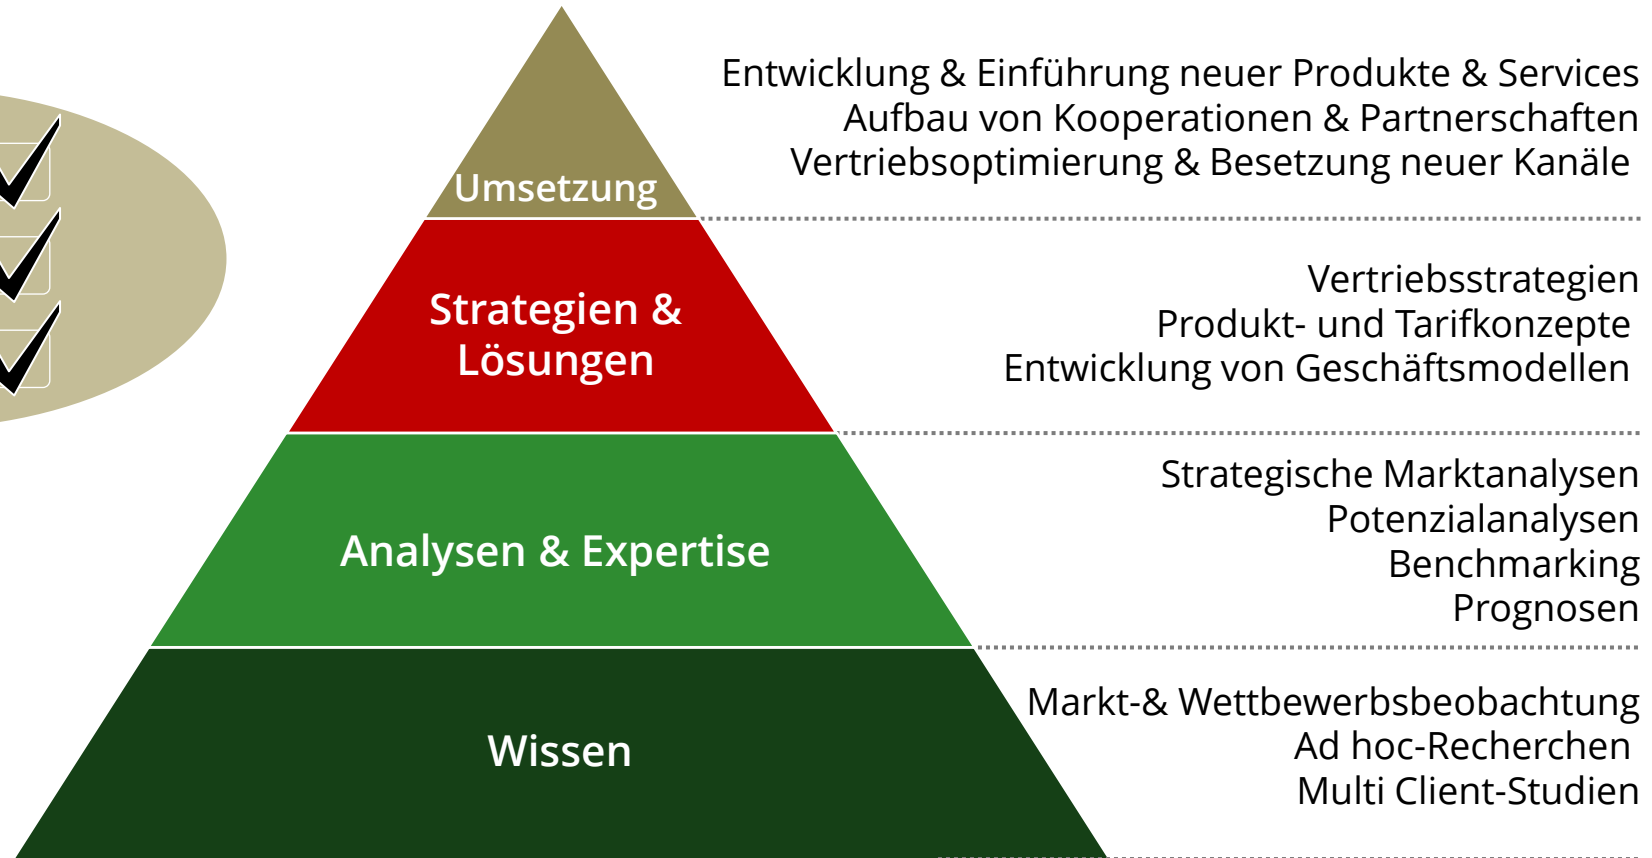 Entwicklung & Einführung neuer Produkte & Services
Aufbau von Kooperationen & Partnerschaften
Vertriebsoptimierung & Besetzung neuer Kanäle
Umsetzung
Strategien &
Lösungen
Vertriebsstrategien
Produkt- und Tarifkonzepte
Entwicklung von Geschäftsmodellen
Analysen & Expertise
Strategische Marktanalysen
Potenzialanalysen
Benchmarking
Prognosen
Wissen
Markt-& Wettbewerbsbeobachtung
Ad hoc-Recherchen
Multi Client-Studien